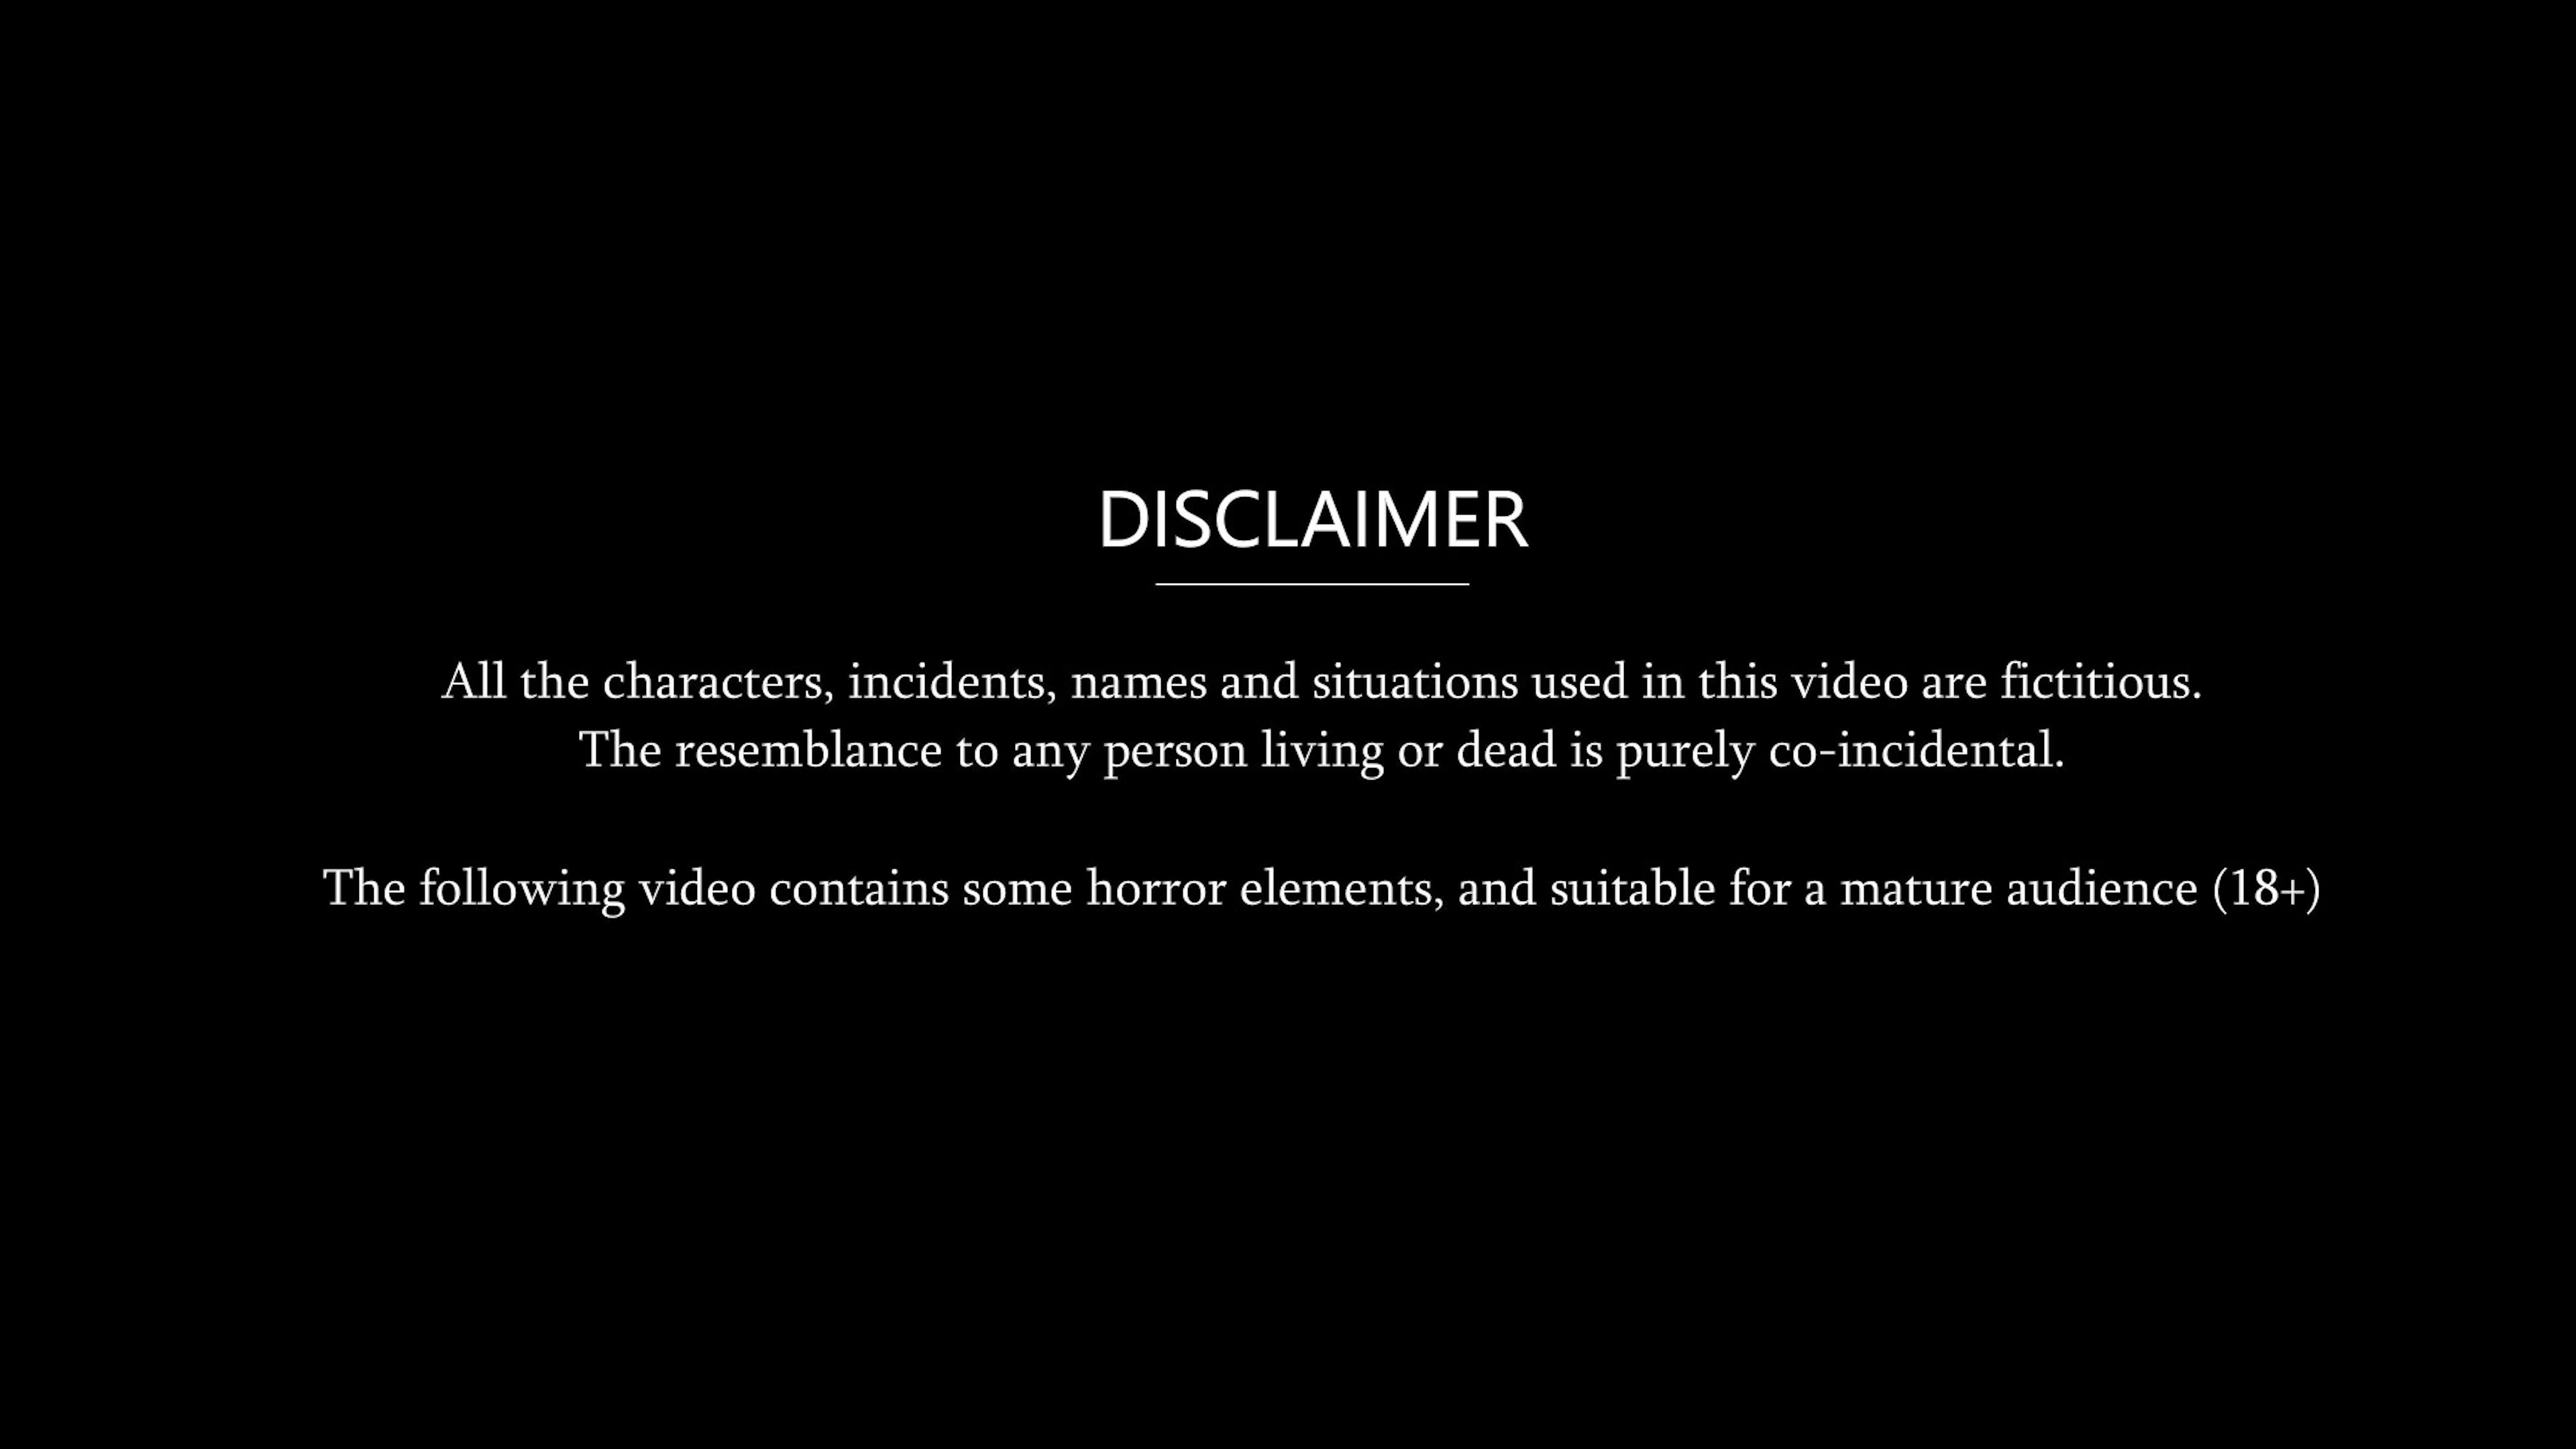 DISCLAIMER
All the characters, incidents, names and situations used in this video are fictitious.
The resemblance to any person living or dead is purely co-incidental.
The following video contains some horror elements, and suitable for a mature audience (18+)